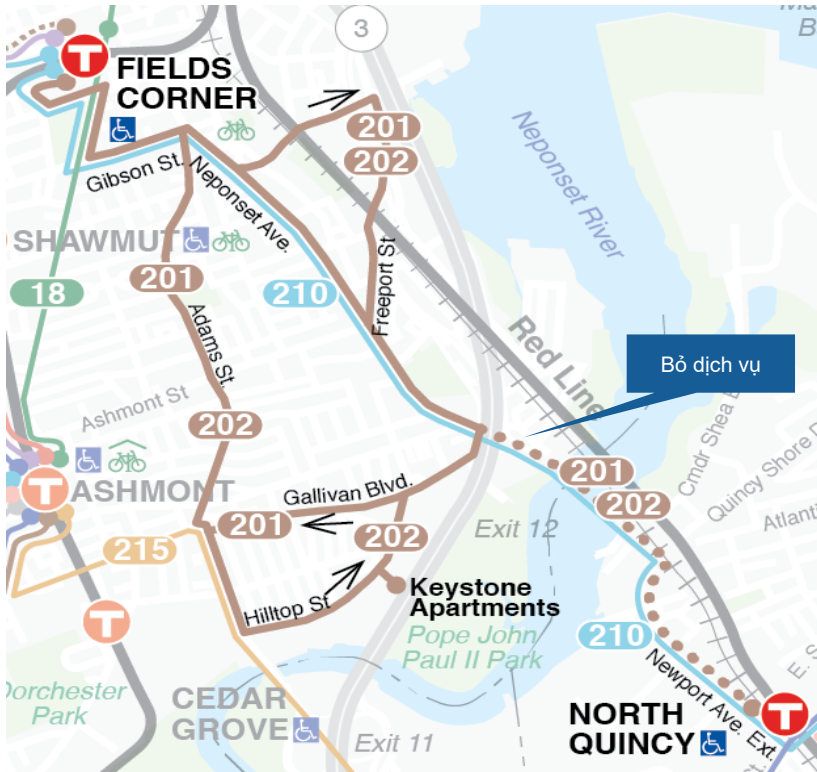 3
T
FIELDS
CORNER
201
202
Gibson St.
Neponset Ave.
Neponset
River
SHAWMUT
201
18
210
Freeport St
Adams St.
Red Line
Bỏ dịch vụ
Ashmont St
202
T
ASHMONT
Gallivan Blvd.
201
202
Exit 12
201
202
Quincy Shore D
Atlanti
215
Hilltop St
Keystone
Apartments
Pope John
Paul II Park
T
210
Newport Ave. Ext.
Dorchester
Park
CEDAR
GROVE
Exit 11
NORTH
QUINCY
T